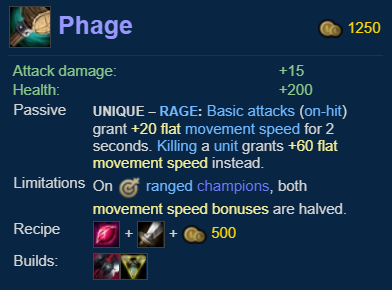 Phage 1250
Attack damage: +15
Health: +200
Passive UNIQUE – RAGE: Basic attacks (on-hit)
grant +20 flat movement speed for 2
seconds. Killing a unit grants +60 flat
movement speed instead.
Limitations On ranged champions, both
movement speed bonuses are halved.
Recipe + + 500
Builds: